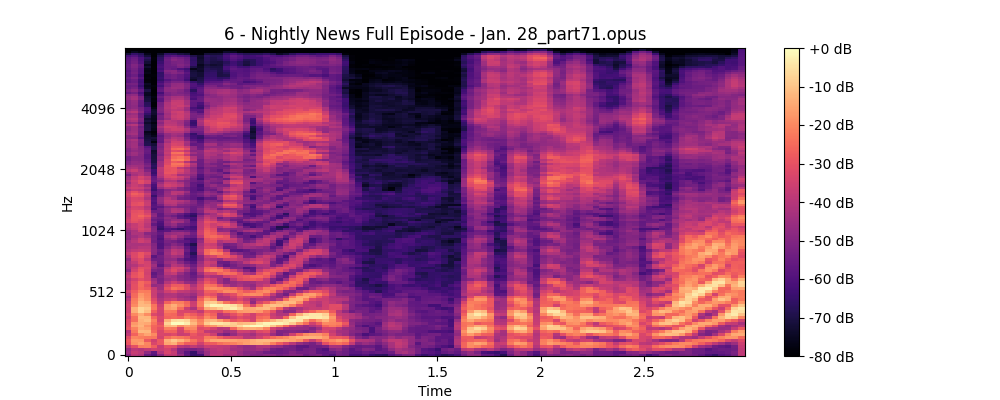 6 - Nightly News Full Episode - Jan. 28_part71.opus
+0 dB
4096
-10 dB
-20 dB
2048
-30 dB
Hz
-40 dB
1024
-50 dB
512
-60 dB
-70 dB
0
-80 dB
0 0.5 1 1.5 2 2.5
Time